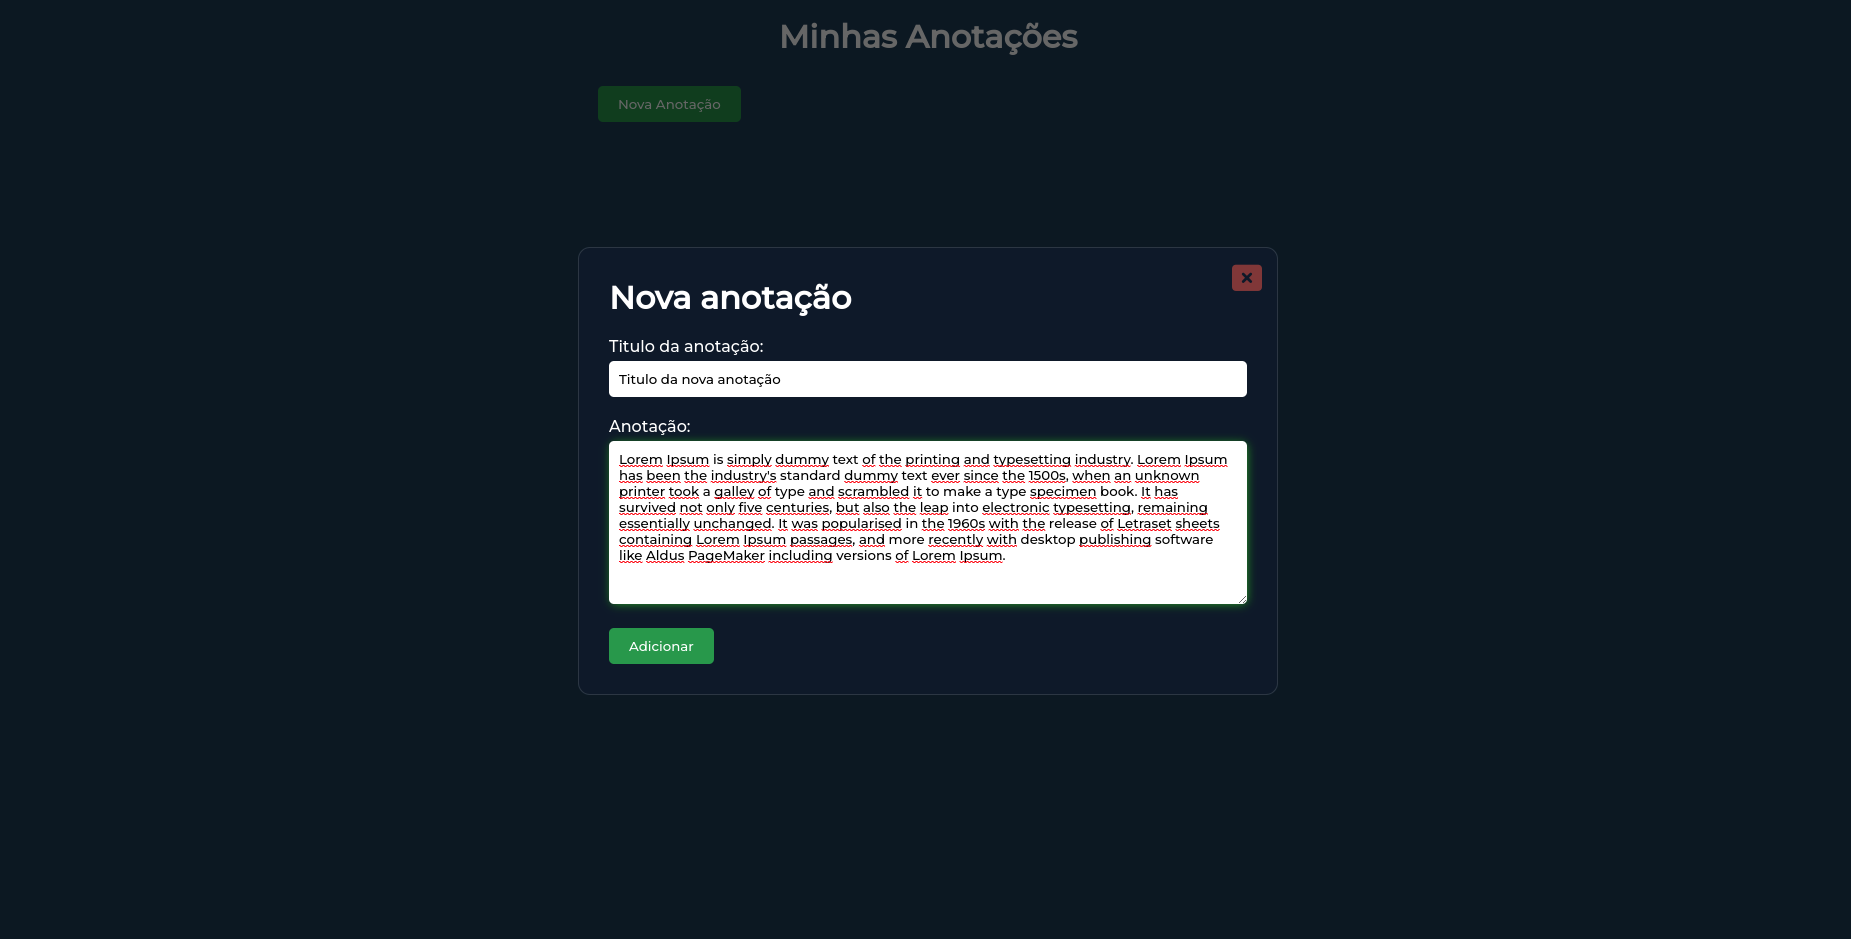 Minhas Anotações
Nova Anotação
Nova anotação
Titulo da anotação:
Titulo da nova anotação
Anotação:
Lorem Ipsum is simply dummy text of the printing and typesetting industry. Lorem Ipsum
has been the industry's standard dummy text ever since the 1500s, when an unknown
printer took a galley of type and scrambled it to make a type specimen book. It has
survived not only five centuries, but also the leap into electronic typesetting, remaining
essentially unchanged. It was popularised in the 1960s with the release of Letraset sheets
containing Lorem Ipsum passages, and more recently with desktop publishing software
like Aldus PageMaker including versions of Lorem Ipsum.
Adicionar